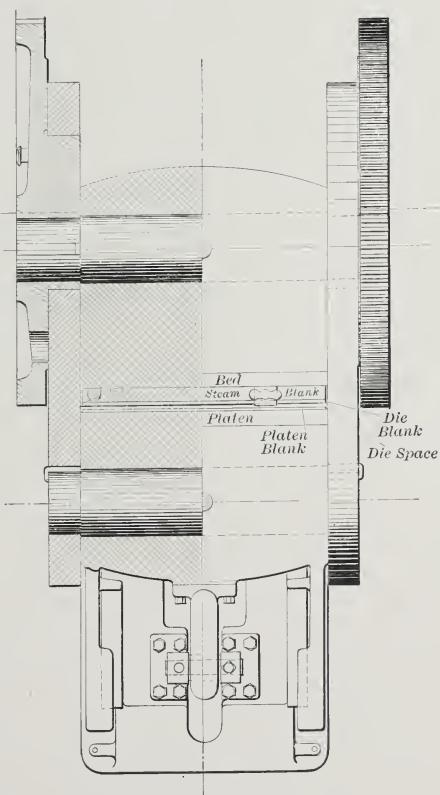 Bed
Steam Blank
Platen
Platen
Blank
Die
Blank
Die Space